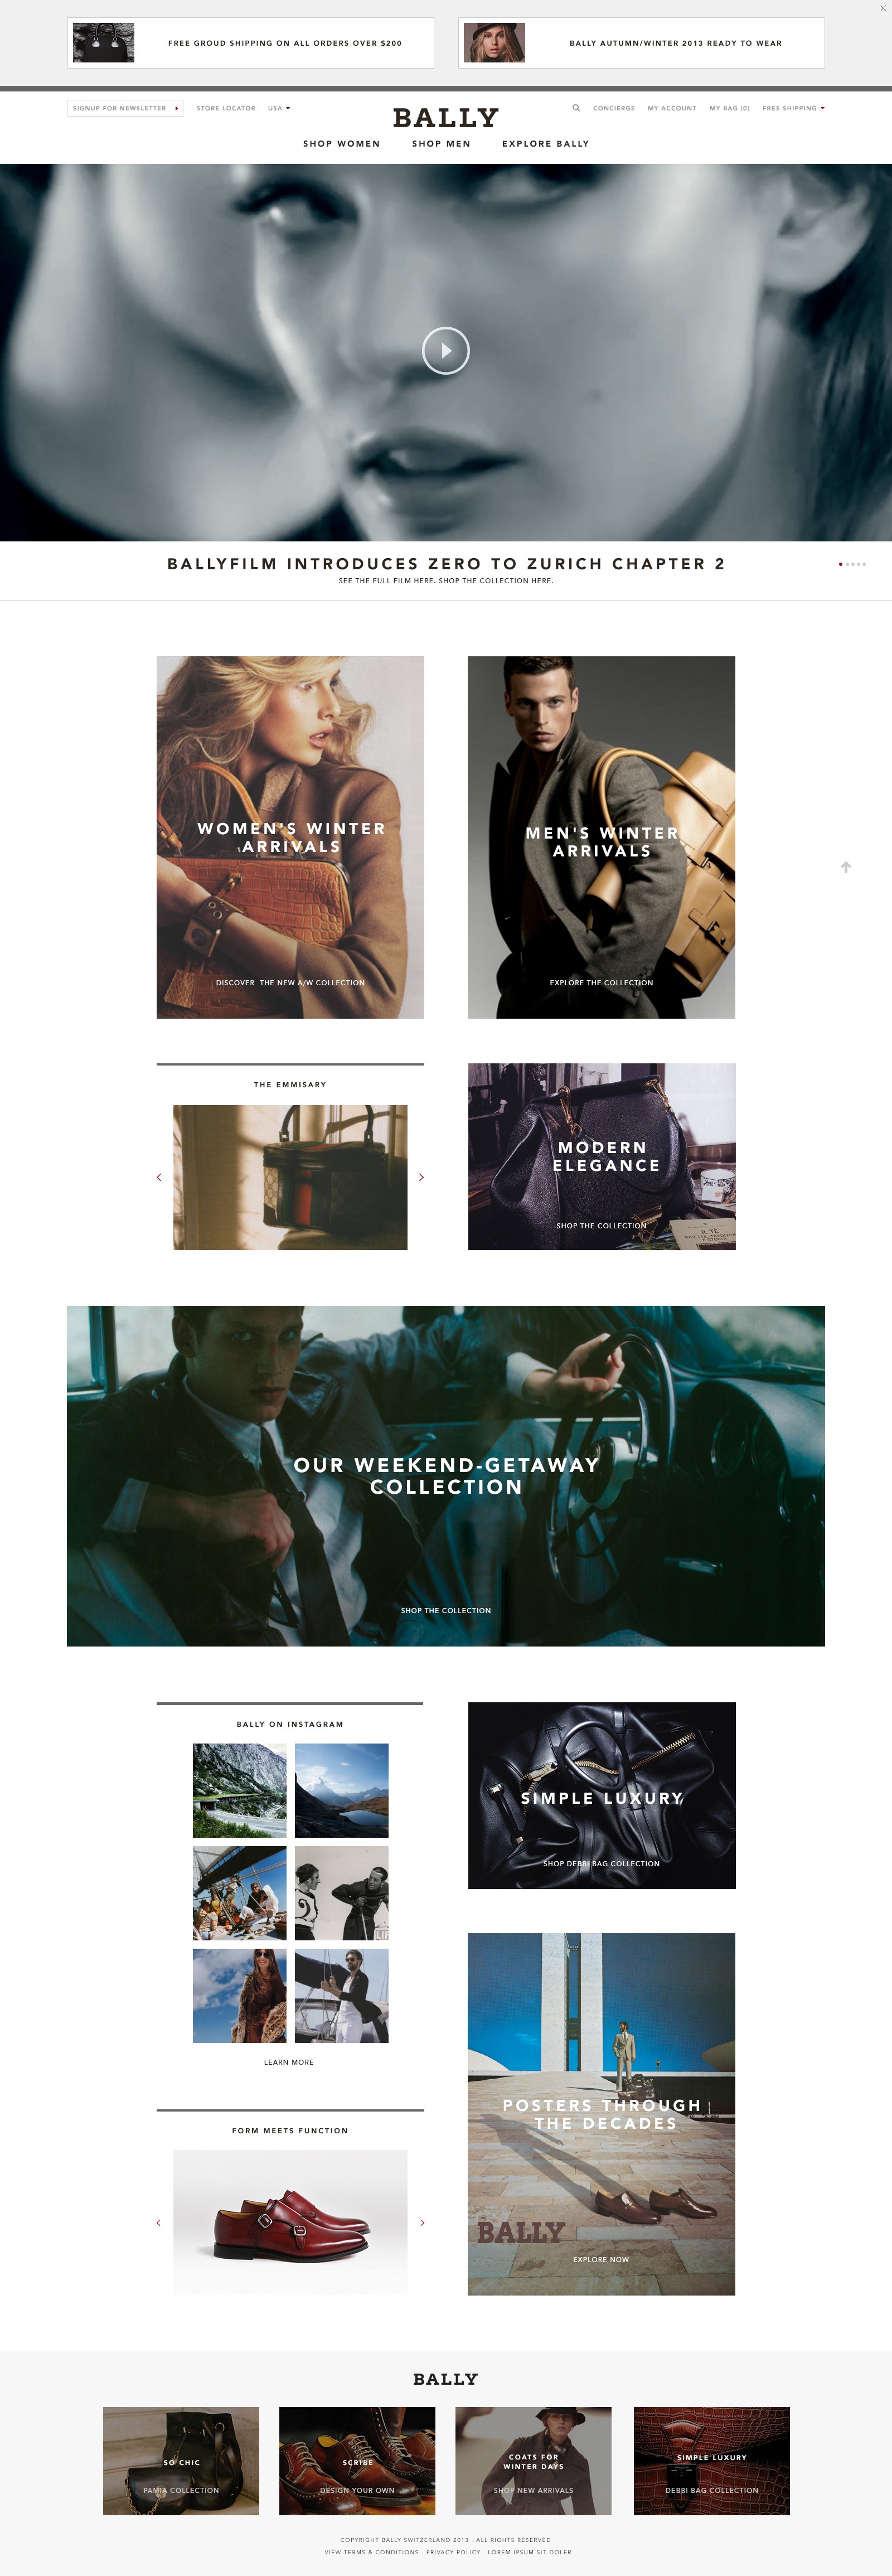 FREE GROUD SHIPPING ON ALL ORDERS OVER $200
BALLY AUTUMN/WINTER 2013 READY TO WEAR
SIGNUP FOR NEWSLETTER
STORE LOCATOR
USA
BALLY
CONCIERGE
MY ACCOUNT
MY BAG (0)
FREE SHIPPING
SHOP WOMEN
SHOP MEN
EXPLORE BALLY
BALLYFILM INTRODUCES ZERO TO ZURICH CHAPTER 2
SEE THE FULL FILM HERE. SHOP THE COLLECTION HERE.
WOMEN'S WINTER
ARRIVALS
DISCOVER THE NEW A/W COLLECTION
MEN'S WINTER
ARRIVALS
EXPLORE THE COLLECTION
THE EMMISARY
MODERN
ELEGANCE
SHOP THE COLLECTION
OUR WEEKEND-GETAWAY
COLLECTION
SHOP THE COLLECTION
BALLY ON INSTAGRAM
LEARN MORE
SIMPLE LUXURY
SHOP DEBBI BAG COLLECTION
POSTERS THROUGH
THE DECADES
BALLY
EXPLORE NOW
FORM MEETS FUNCTION
BALLY
SO CHIC
PAMIA COLLECTION
SCRIBE
DESIGN YOUR OWN
COATS FOR
WINTER DAYS
SHOP NEW ARRIVALS
SIMPLE LUXURY
DEBBI BAG COLLECTION
COPYRIGHT BALLY SWITZERLAND 2013 . ALL RIGHTS RESERVED
. VIEW TERMS & CONDITIONS . PRIVACY POLICY . LOREM IPSUM SIT DOLER